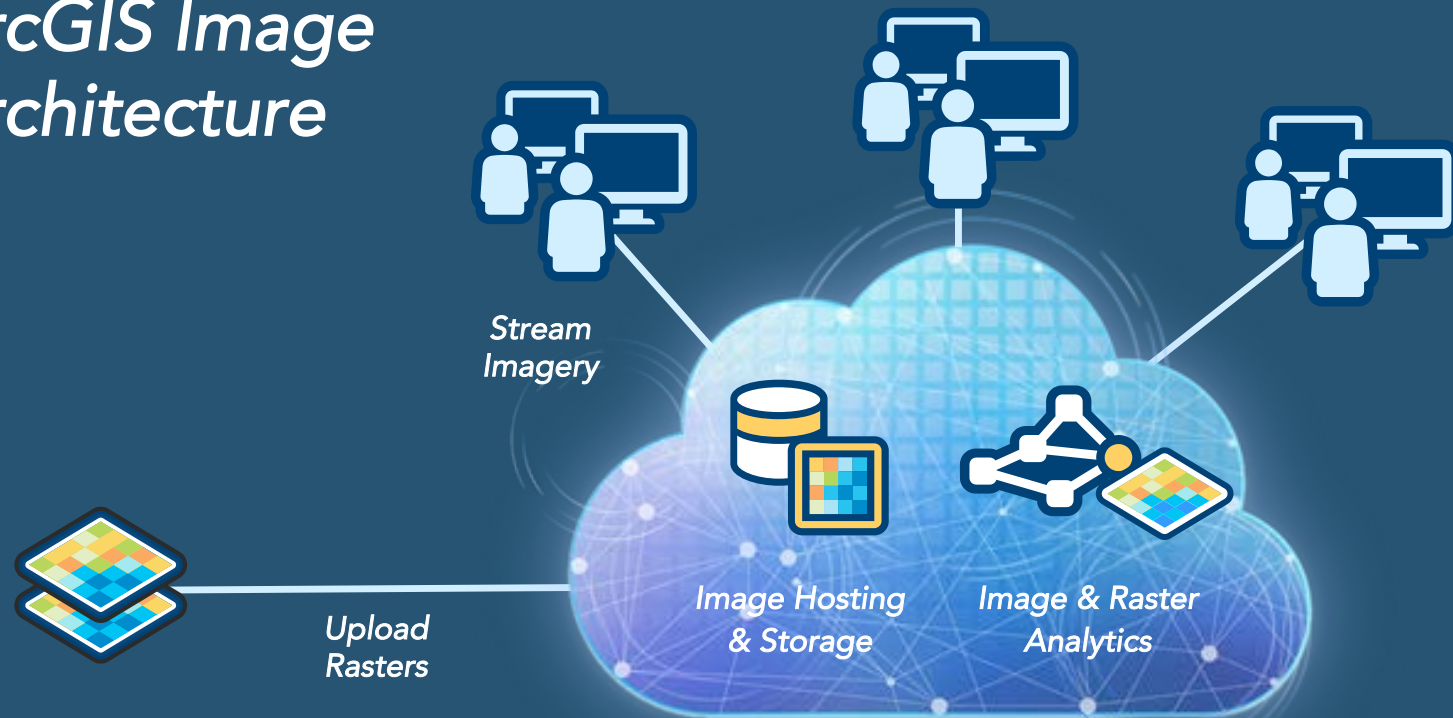 rcGIS Image
rchitecture
Stream
Imagery
Image Hosting
& Storage
Image & Raster
Analytics
Upload
Rasters